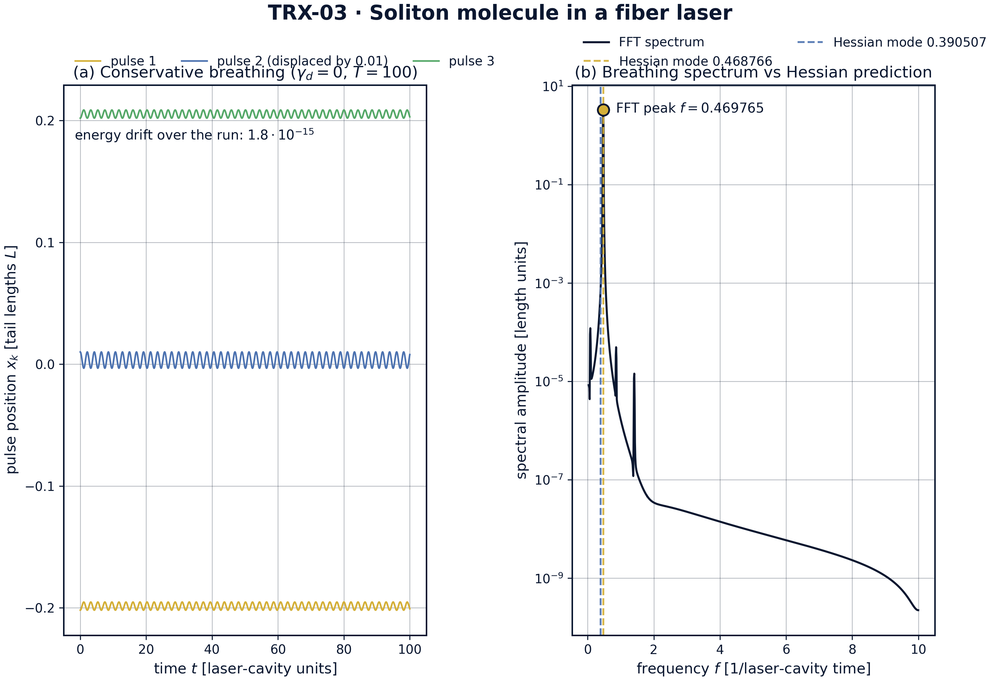 TRX-03 · Soliton molecule in a fiber laser
pulse 1
pulse 2 (displaced by 0.01)
pulse 3
(a) Conservative breathing (γ_d = 0, T = 100)
pulse position x_k [tail lengths L]
0.2
0.1
0.0
−0.1
−0.2
energy drift over the run: 1.8 · 10^−15
0 20 40 60 80 100
time t [laser-cavity units]
FFT spectrum
Hessian mode 0.390507
Hessian mode 0.468766
(b) Breathing spectrum vs Hessian prediction
spectral amplitude [length units]
10^1
10^−1
10^−3
10^−5
10^−7
10^−9
FFT peak f = 0.469765
0 2 4 6 8 10
frequency f [1/laser-cavity time]